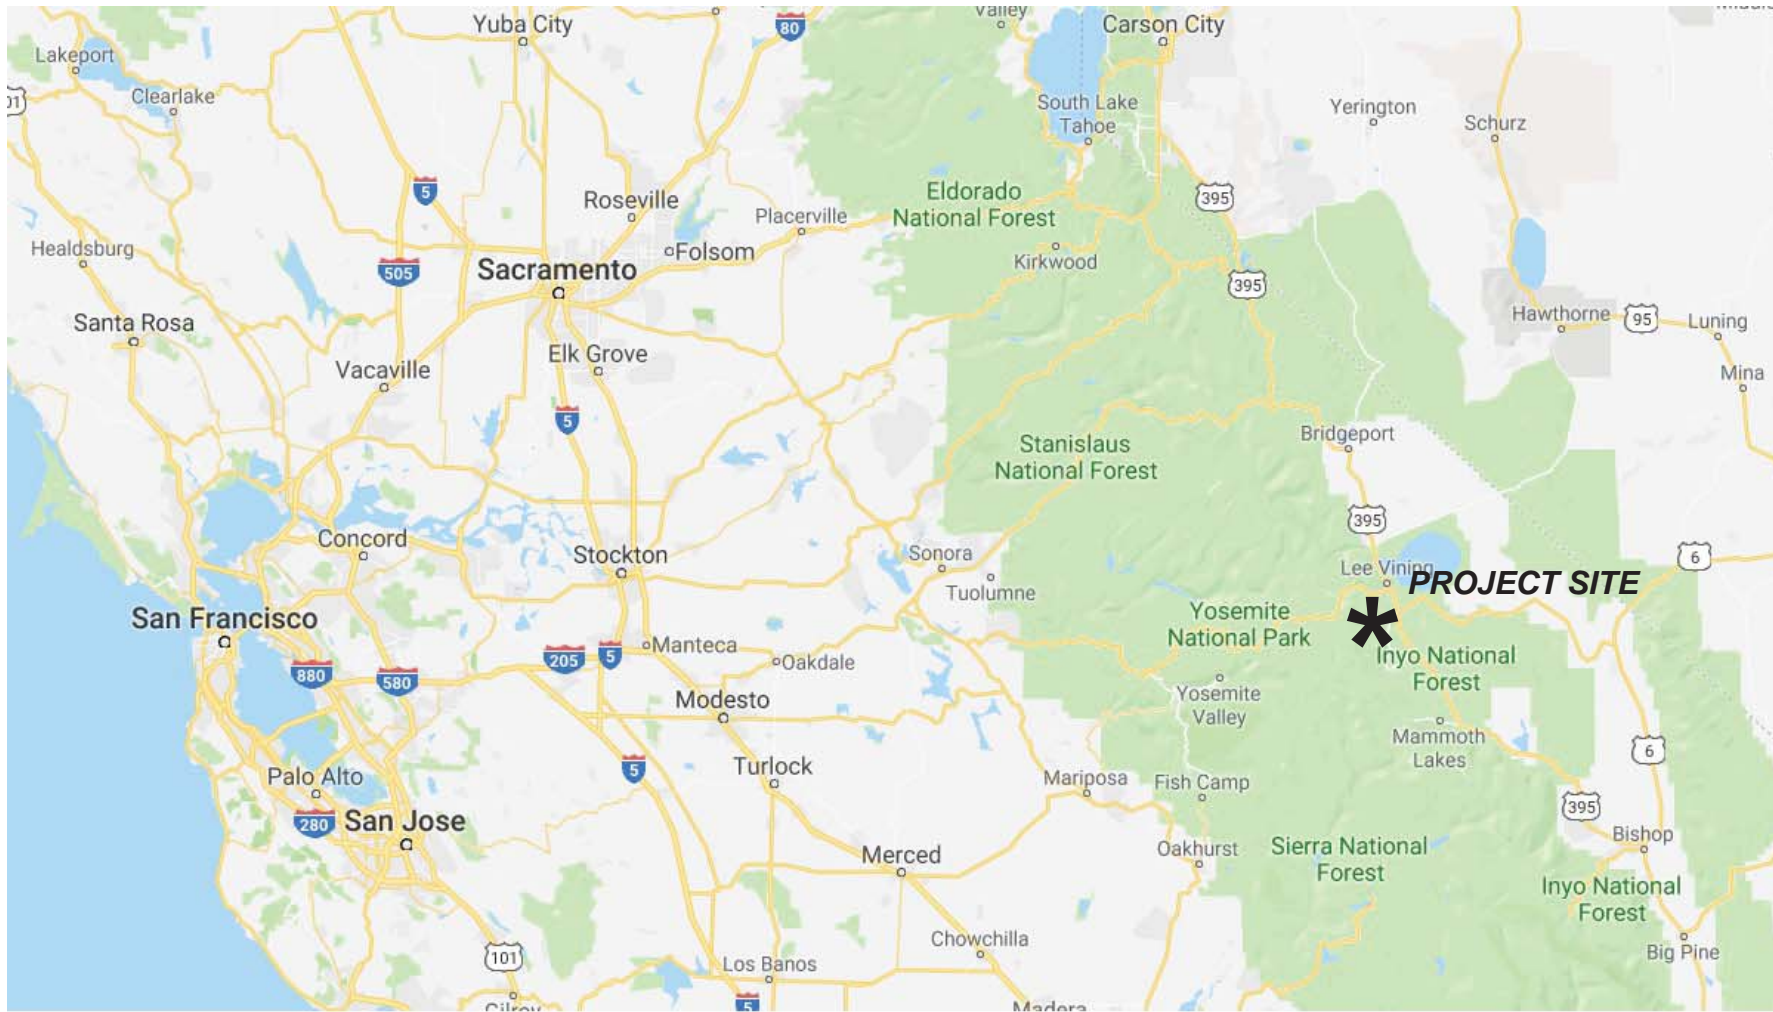 Yuba City
80
Valley
Carson City
Lakeport
Clearlake
South Lake
Tahoe
Yerington
Schurz
5
Roseville
Placerville
Eldorado
National Forest
395
Healdsburg
505
Folsom
Sacramento
Kirkwood
395
Santa Rosa
Hawthorne
95
Luning
Vacaville
Elk Grove
Mina
5
Bridgeport
Stanislaus
National Forest
395
Concord
Stockton
Sonora
Tuolumne
Lee Vining
6
PROJECT SITE
*
San Francisco
Yosemite
National Park
Manteca
205
5
Oakdale
Inyo National
Forest
880
580
Modesto
Yosemite
Valley
Mammoth
Lakes
6
Palo Alto
5
Turlock
Mariposa
Fish Camp
395
280
San Jose
Bishop
Merced
Oakhurst
Sierra National
Forest
Inyo National
Forest
101
Chowchilla
Los Banos
Big Pine
5
Gilroy
Madera